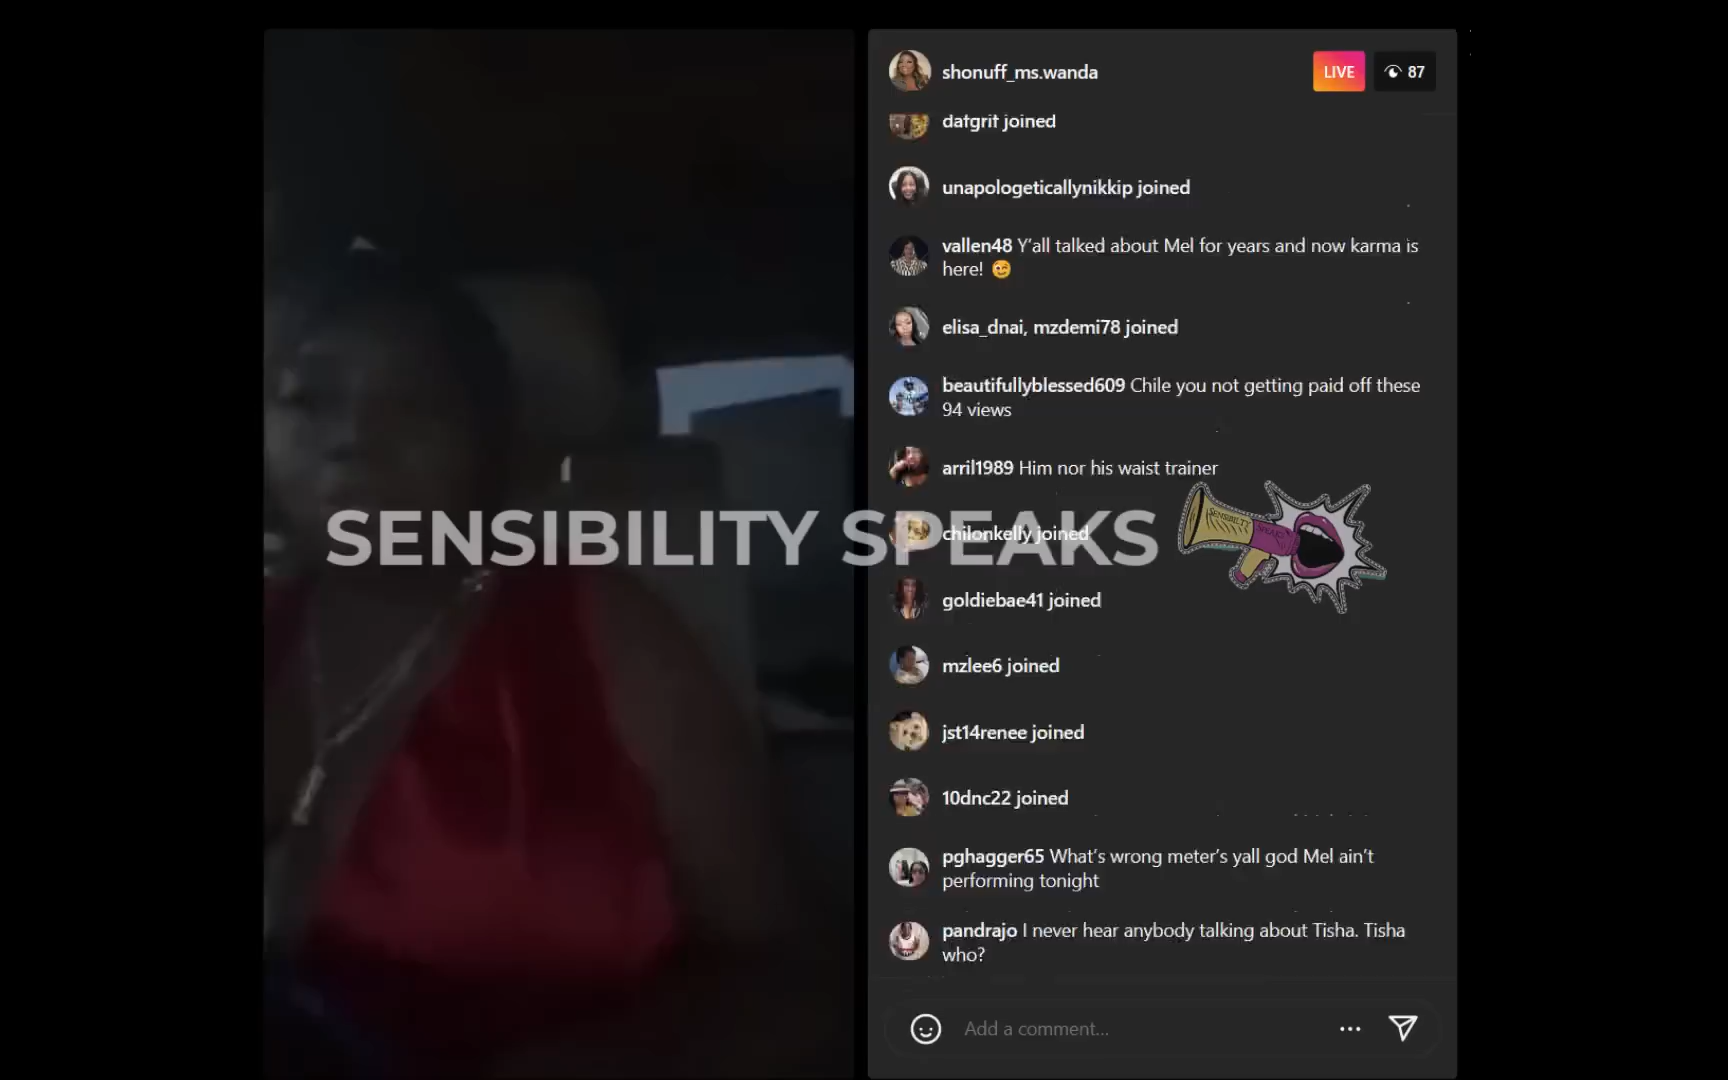 shonuff_ms.wanda
LIVE
87
datgrit joined
unapologeticallynikkip joined
vallen48 Y'all talked about Mel for years and now karma is
here! 😊
elisa_dnai, mzdemi78 joined
beautifullyblessed609 Chile you not getting paid off these
94 views
arril1989 Him nor his waist trainer
SENSIBILITY SPEAKS
SENSIBILTY
SPEAKS
chilonkelly joined
goldiebae41 joined
mzlee6 joined
jst14renee joined
10dnc22 joined
pghagger65 What's wrong meter's yall god Mel ain't
performing tonight
pandrajo I never hear anybody talking about Tisha. Tisha
who?
Add a comment...